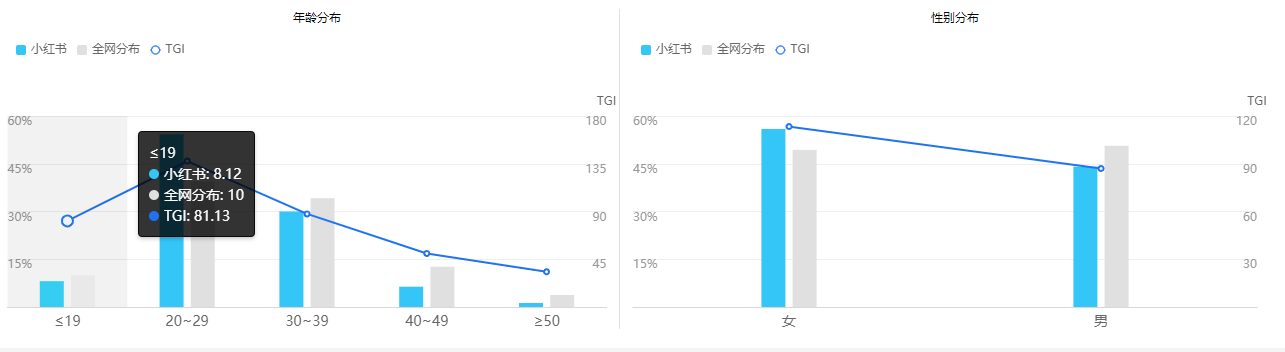 年龄分布
小红书 全网分布 TGI
TGI
60% 180
45% 135
30% 90
15% 45
≤19
小红书: 8.12
全网分布: 10
TGI: 81.13
≤19 20~29 30~39 40~49 ≥50
性别分布
小红书 全网分布 TGI
TGI
60% 120
45% 90
30% 60
15% 30
女 男